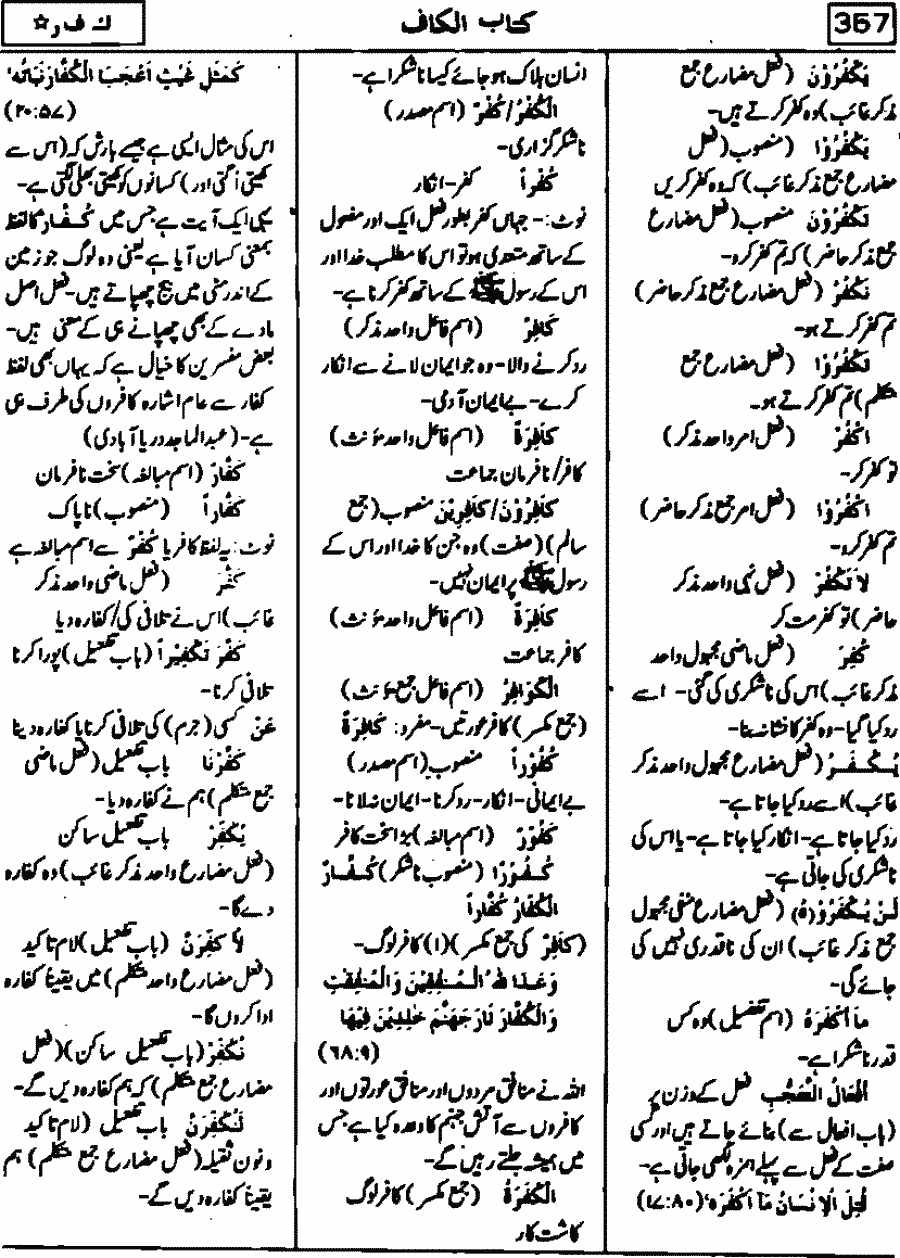 357
کتاب الکاف
ک ف ر ☆
یَکْفُرُوْنَ (فعل مضارع جمع
مذکر غائب) وہ کفر کرتے ہیں۔
یَکْفُرُوْا (منصوب) (فعل
مضارع جمع مذکر غائب) کہ وہ کفر کریں
تَکْفُرُوْنَ منصوب (فعل مضارع
جمع مذکر حاضر) کہ تم کفر کرو۔
تَکْفُرُ (فعل مضارع جمع مذکر حاضر)
تم کفر کرتے ہو۔
تَکْفُرُوْا (فعل مضارع جمع
متکلم) تم کفر کرتے ہو۔
اکْفُرْ (فعل امر واحد مذکر)
تو کفر کر۔
اکْفُرُوْا (فعل امر جمع مذکر حاضر)
تم کفر کرو۔
لاَ تَکْفُرْ (فعل نہی واحد مذکر
حاضر) تو کفر مت کر
کُفِرَ (فعل ماضی مجہول واحد
مذکر غائب) اس کی ناشکری کی گئی۔ اسے
رد کیا گیا۔ وہ کفر کا نشانہ بنا۔
یُکْفَرُ (فعل مضارع مجہول واحد مذکر
غائب) اسے رد کیا جاتا ہے۔
رد کیا جاتا ہے۔ انکار کیا جاتا ہے۔ یا اس کی
ناشکری کی جاتی ہے۔
لَنْ یُکْفَرُوْ(ہُ) (فعل مضارع منفی مجہول
جمع مذکر غائب) ان کی ناقدری نہیں کی
جائے گی۔
مَا اَکْفَرَہٗ (اسم تفضیل) وہ کس
قدر ناشکرا ہے۔
اَفْعَالُ التَّعَجُّبِ فعل کے وزن پر
(باب افعال سے) بنائے جاتے ہیں اور کسی
صفت کے فعل سے پہلے ہمزہ لکھی جاتی ہے۔
قُتِلَ الْاِنْسَانُ مَآ اَکْفَرَہٗ (۱۷:۸۰)
انسان ہلاک ہو جائے کیسا ناشکرا ہے۔
الْکُفْرُ/کُفْرٌ (اسم مصدر)
ناشکر گزاری۔
کُفْراً کفر۔ انکار
نوٹ:۔ جہاں کفر بطور فعل ایک اور مفعول
کے ساتھ متعدی ہو تو اس کا مطلب خدا اور
اس کے رسول ﷺ کے ساتھ کفر کرنا ہے۔
کَافِرٌ (اسم فاعل واحد مذکر)
رد کرنے والا۔ وہ جو ایمان لانے سے انکار
کرے۔ بے ایمان آدمی۔
کَافِرَۃٌ (اسم فاعل واحد مؤنث)
کافر/نافرمان جماعت
کَافِرُوْنَ/کَافِرِیْنَ منصوب (جمع
سالم) (صفت) وہ جن کا خدا اور اس کے
رسول ﷺ پر ایمان نہیں۔
کَافِرَۃٌ (اسم فاعل واحد مؤنث)
کافر جماعت
الْکَوَافِرُ (اسم فاعل جمع مؤنث)
(جمع مکسر) کافر عورتیں۔ مفرد: کَافِرَۃٌ
کُفُوْراً منصوب (اسم مصدر)
بے ایمانی۔ انکار۔ رد کرنا۔ ایمان نہ لانا۔
کَفُوْرٌ (اسم مبالغہ) بڑا سخت کافر
کَفُوْرًا (منصوب ناشکر) کُفَّارٌ
الْکُفَّارُ کُفَّاراً
(کَافِرٌ کی جمع مکسر) (۱) کافر لوگ۔
وَعَدَ اللّٰہُ الْمُنٰفِقِیْنَ وَالْمُنٰفِقٰتِ
وَالْکُفَّارَ نَارَ جَہَنَّمَ خٰلِدِیْنَ فِیْہَا
(۶۸:۹)
اللہ نے منافق مردوں اور منافق عورتوں اور
کافروں سے آتش جہنم کا وعدہ کیا ہے جس
میں ہمیشہ جلتے رہیں گے۔
الْکَفَرَۃُ (جمع مکسر) کافر لوگ
کاشت کار
کَمَثَلِ غَیْثٍ اَعْجَبَ الْکُفَّارَ نَبَاتُہٗ
(۲۰:۵۷)
اس کی مثال ایسی ہے جیسے بارش کہ (اس سے
کھیتی اُگتی اور) کسانوں کو کھیتی بھلی لگتی ہے۔
یہی ایک آیت ہے جس میں کُفَّار کا لفظ
بمعنی کسان آیا ہے یعنی وہ لوگ جو زمین
کے اندر مٹی میں بیج چھپاتے ہیں۔ فعل اصل
مادے کے بھی چھپانے ہی کے معنی ہیں۔
بعض مفسرین کا خیال ہے کہ یہاں بھی لفظ
کفار سے عام اشارہ کافروں کی طرف ہی
ہے۔ (عبدالماجد دریا آبادی)
کَفَّارٌ (اسم مبالغہ) سخت نافرمان
کَفَّاراً (منصوب) ناپاک
نوٹ: یہ لفظ کافر یا کُفْرٌ سے اسم مبالغہ ہے
کَفَّرَ (فعل ماضی واحد مذکر
غائب) اس نے تلافی کی/کفارہ دیا
کَفَّرَ تَکْفِیْراً (باب تفعیل) پورا کرنا
تلافی کرنا۔
عَنْ کسی (جرم) کی تلافی کرنا یا کفارہ دینا
کَفَّرْنَا باب تفعیل (فعل ماضی
جمع متکلم) ہم نے کفارہ دیا۔
یُکَفِّرْ باب تفعیل ساکن
(فعل مضارع واحد مذکر غائب) وہ کفارہ
دے گا۔
لَاُ کَفِّرَنَّ (باب تفعیل) لام تاکید
(فعل مضارع واحد متکلم) میں یقیناً کفارہ
ادا کروں گا۔
نُکَفِّرْ (باب تفعیل ساکن) (فعل
مضارع جمع متکلم) کہ ہم کفارہ دیں گے۔
لَنُکَفِّرَنَّ باب تفعیل (لام تاکید
ونون ثقیلہ) (فعل مضارع جمع متکلم) ہم
یقیناً کفارہ دیں گے۔